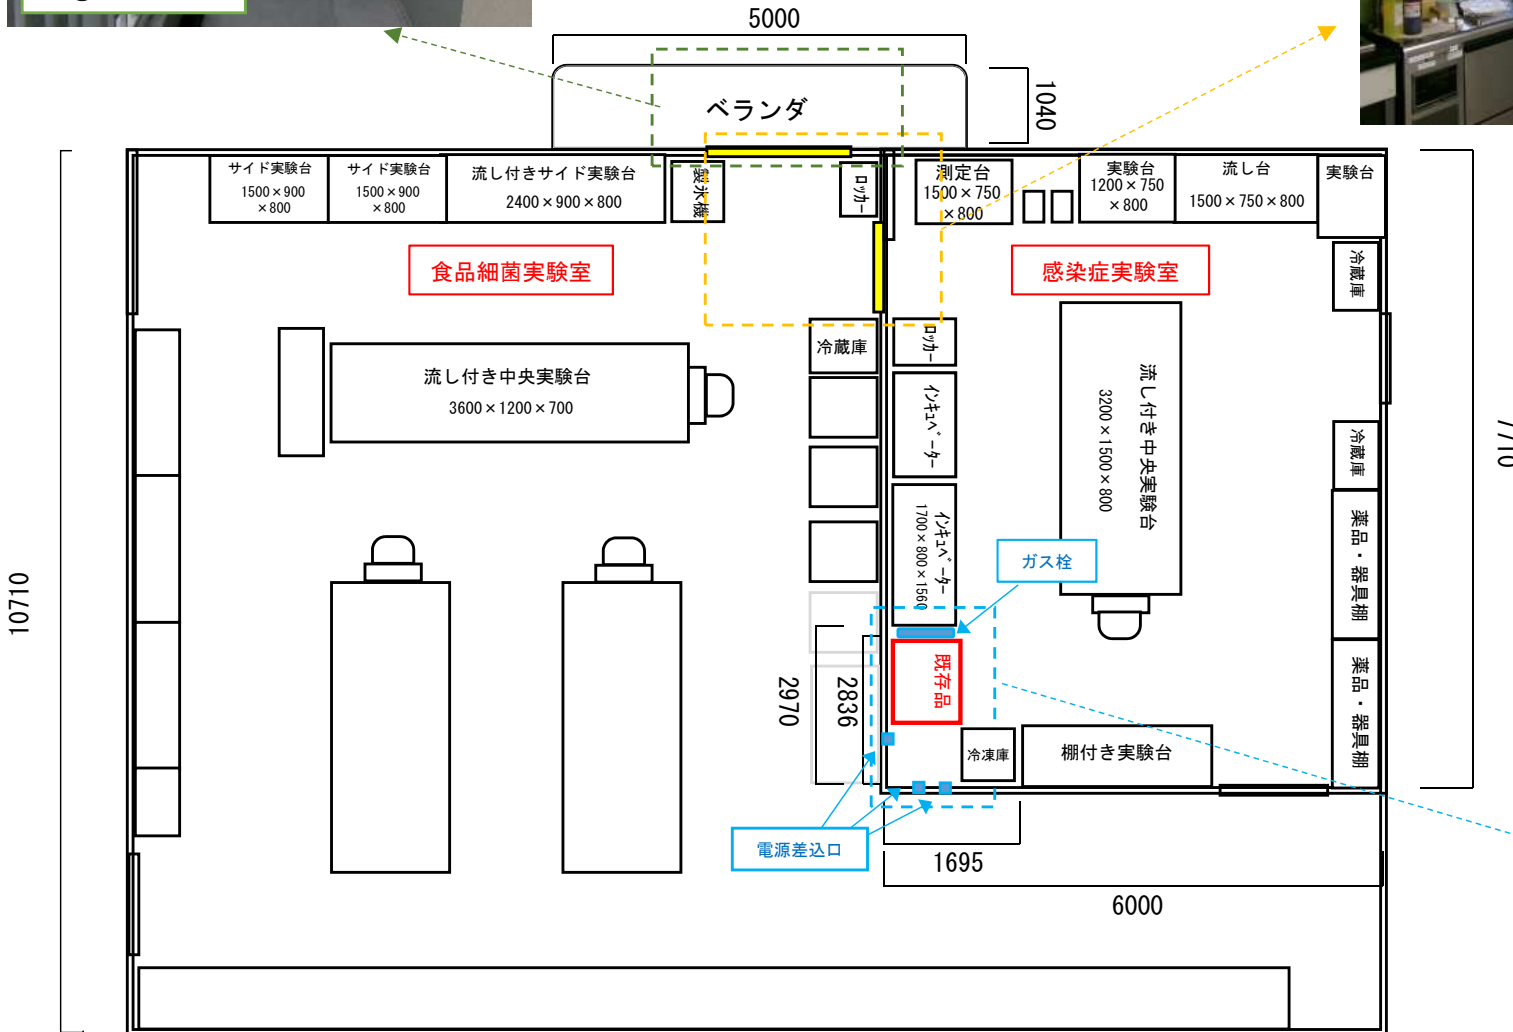 5000
1040
ベランダ
サイド実験台
1500×900
×800
サイド実験台
1500×900
×800
流し付きサイド実験台
2400×900×800
製氷機
ロッカー
測定台
1500×750
×800
実験台
1200×750
×800
流し台
1500×750×800
実験台
食品細菌実験室
感染症実験室
冷蔵庫
冷蔵庫
ロッカー
流し付き中央実験台
3600×1200×700
インキュベーター
流し付き中央実験台
3200×1500×800
冷蔵庫
7710
インキュベーター
1700×800×1560
ガス栓
薬品・器具棚
10710
既存品
2970
2836
薬品・器具棚
冷凍庫
棚付き実験台
電源差込口
1695
6000